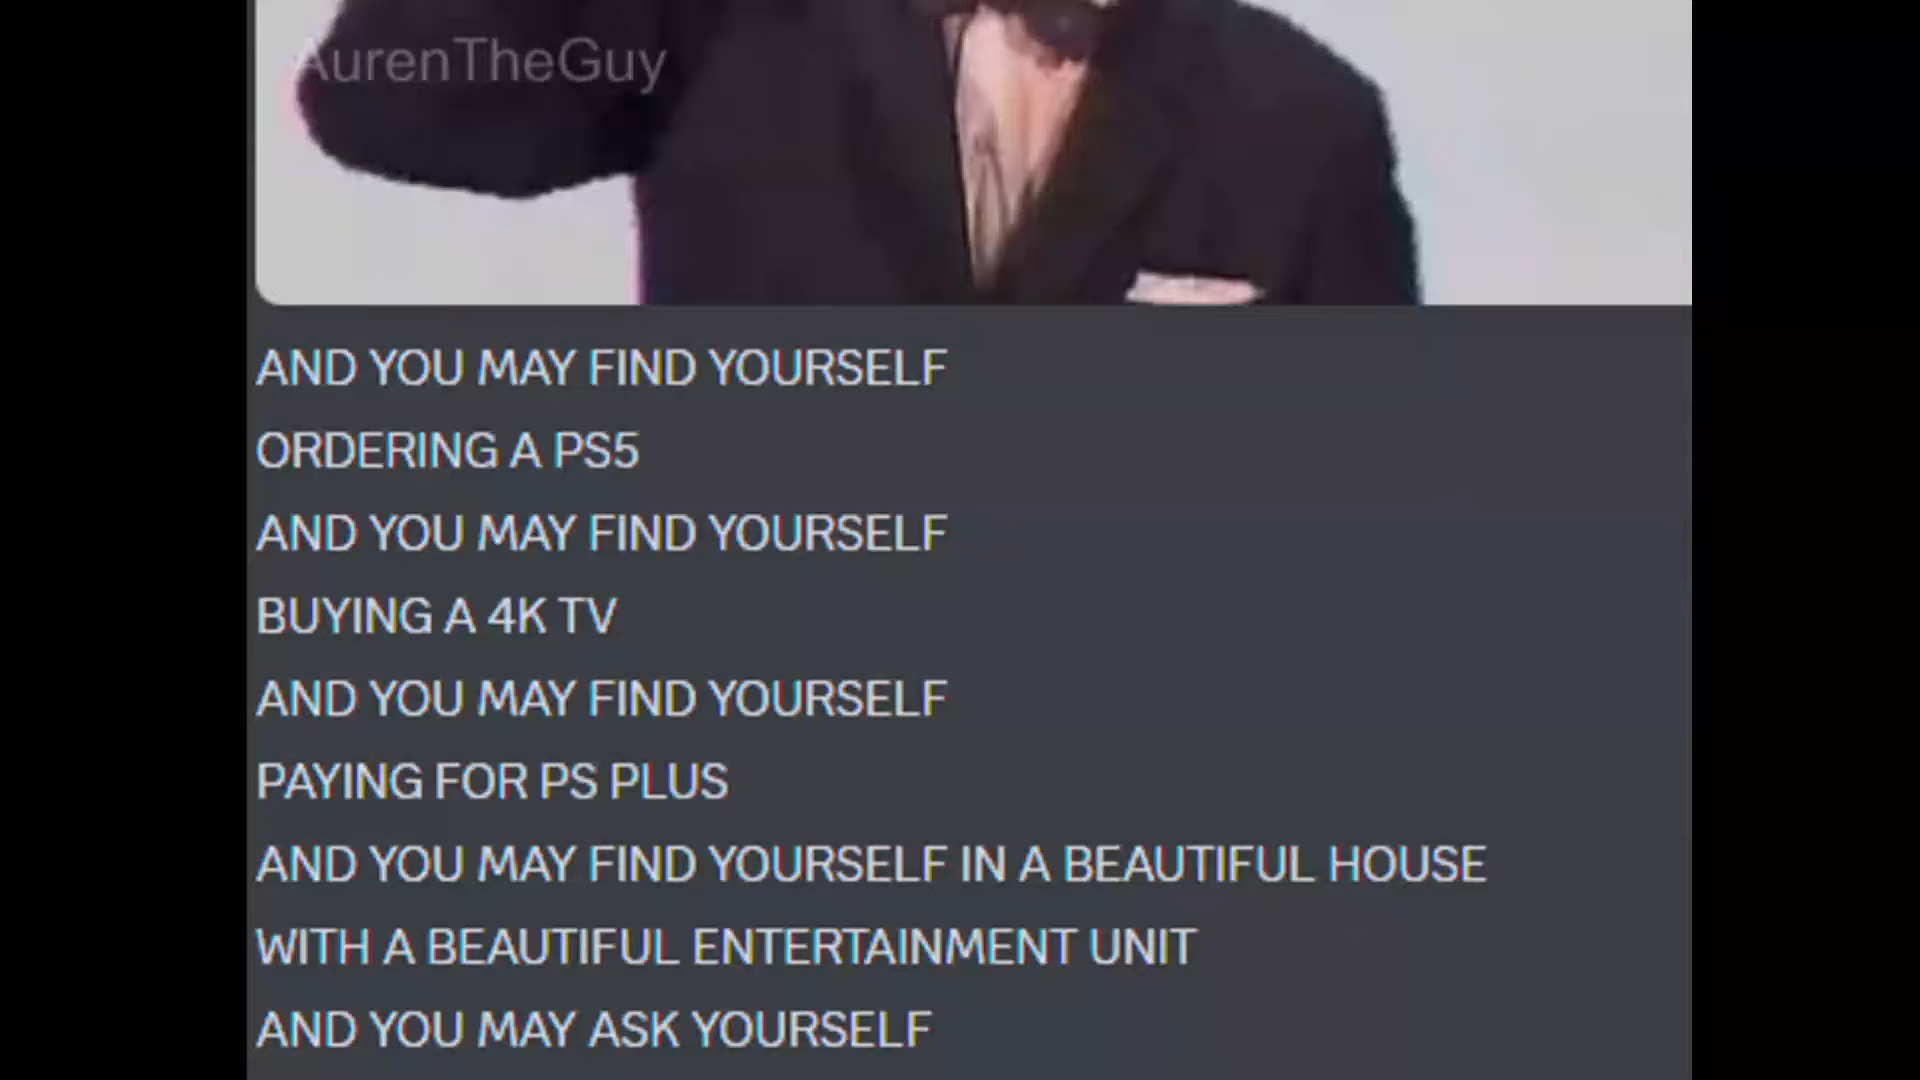 AurenTheGuy
AND YOU MAY FIND YOURSELF
ORDERING A PS5
AND YOU MAY FIND YOURSELF
BUYING A 4K TV
AND YOU MAY FIND YOURSELF
PAYING FOR PS PLUS
AND YOU MAY FIND YOURSELF IN A BEAUTIFUL HOUSE
WITH A BEAUTIFUL ENTERTAINMENT UNIT
AND YOU MAY ASK YOURSELF